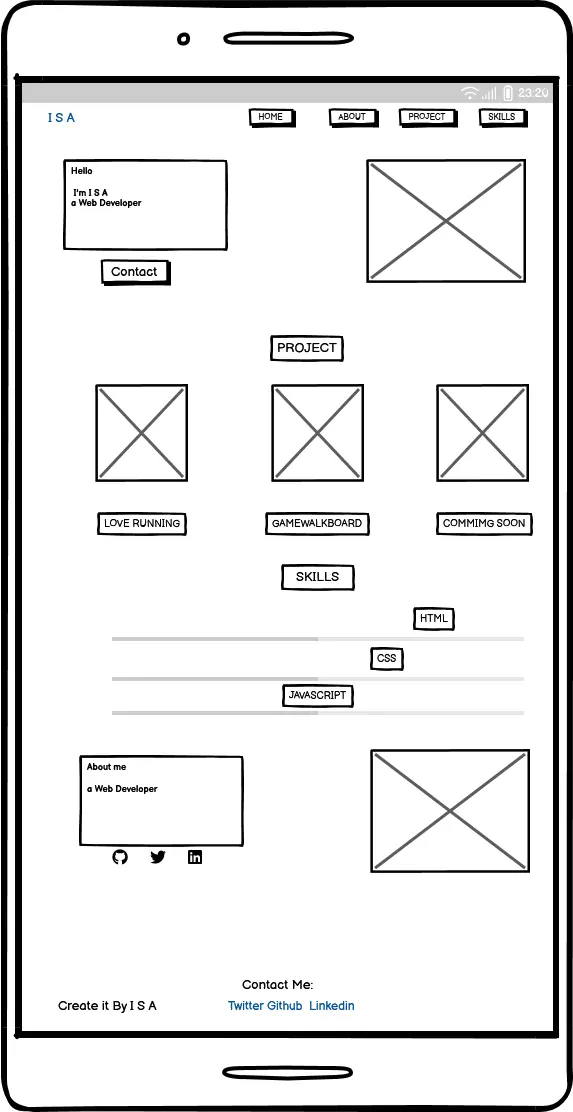 23:20
I S A HOME ABOUT PROJECT SKILLS
Hello
I'm I S A
a Web Developer
Contact
PROJECT
LOVE RUNNING GAMEWALKBOARD COMMIMG SOON
SKILLS
HTML
CSS
JAVASCRIPT
About me
a Web Developer
in
Contact Me:
Create it By I S A Twitter Github Linkedin